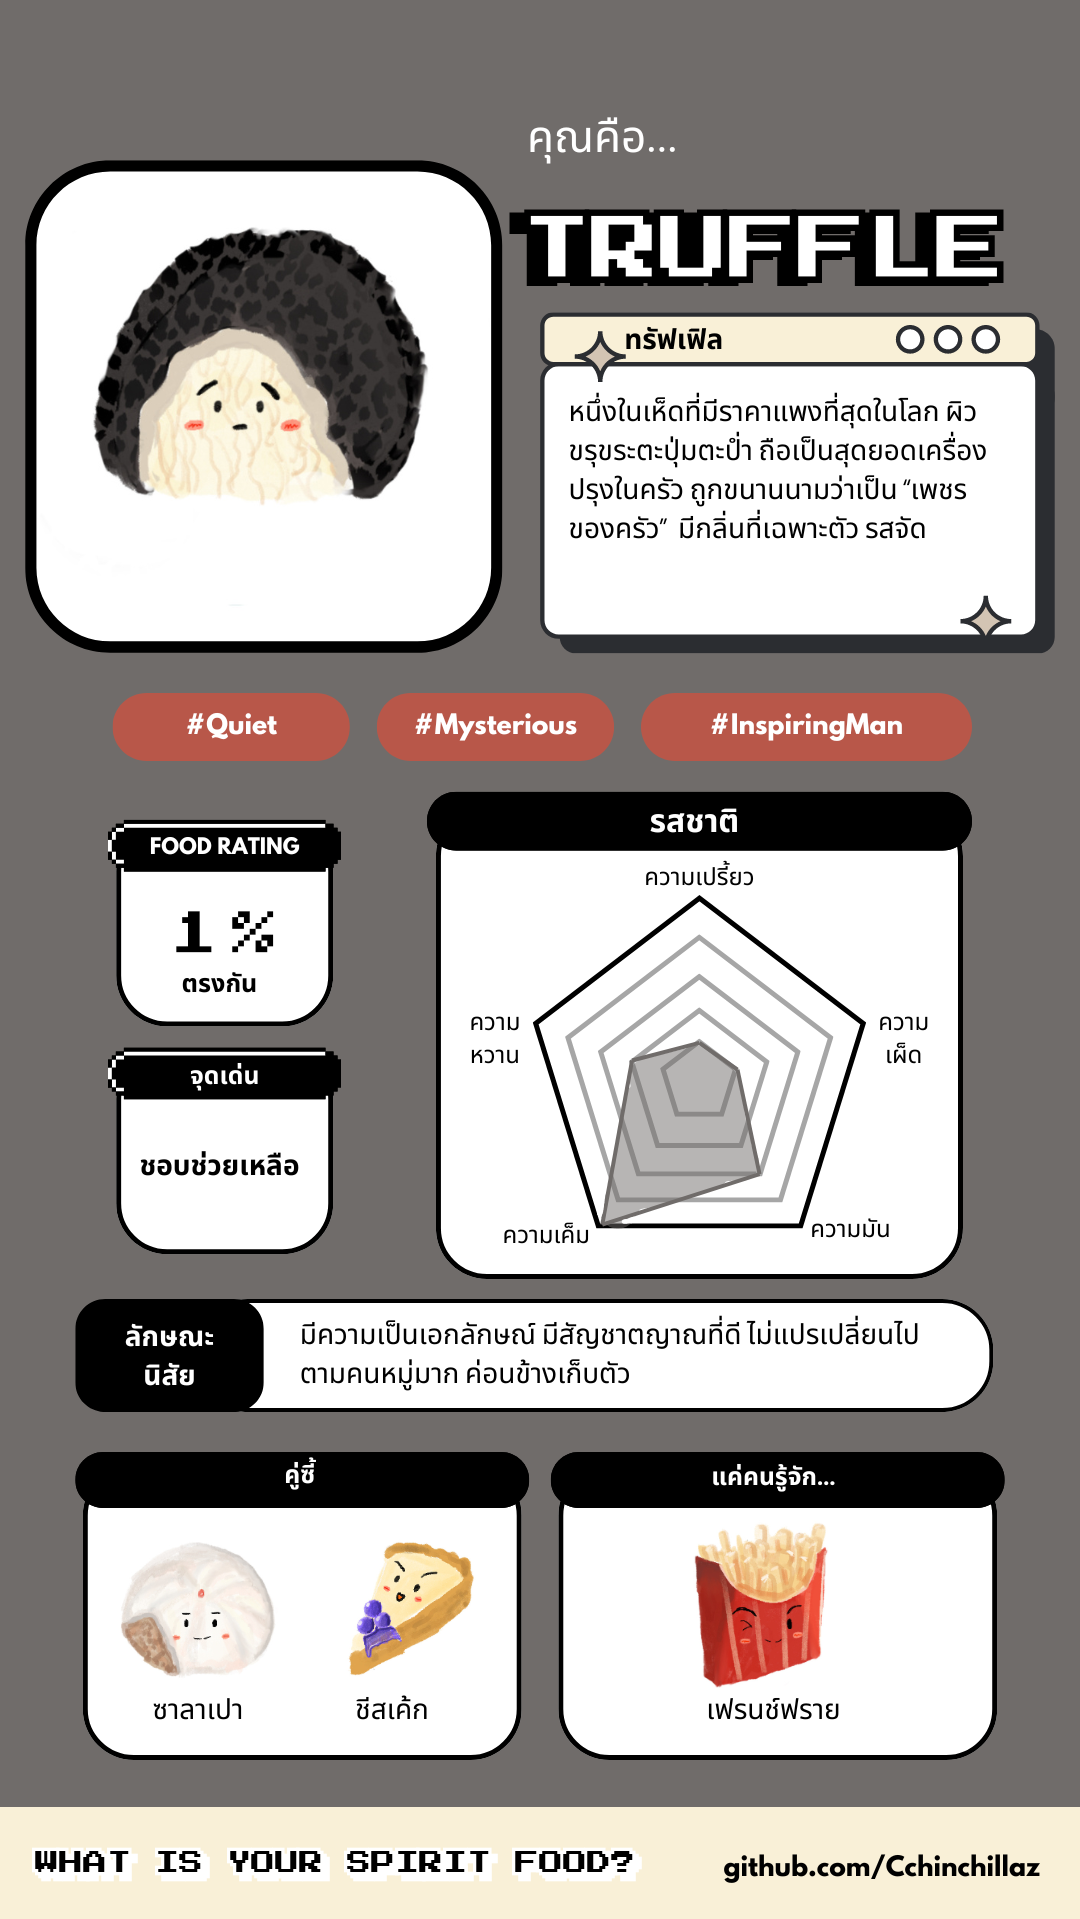 คุณคือ...
TRUFFLE
ทรัฟเฟิล
หนึ่งในเห็ดที่มีราคาแพงที่สุดในโลก ผิว
ขรุขระตะปุ่มตะป่ำ ถือเป็นสุดยอดเครื่อง
ปรุงในครัว ถูกขนานนามว่าเป็น “เพชร
ของครัว” มีกลิ่นที่เฉพาะตัว รสจัด
#Quiet
#Mysterious
#InspiringMan
FOOD RATING
1 %
ตรงกัน
จุดเด่น
ชอบช่วยเหลือ
รสชาติ
ความเปรี้ยว
ความ
หวาน
ความ
เผ็ด
ความเค็ม
ความมัน
ลักษณะ
นิสัย
มีความเป็นเอกลักษณ์ มีสัญชาตญาณที่ดี ไม่แปรเปลี่ยนไป
ตามคนหมู่มาก ค่อนข้างเก็บตัว
คู่ซี้
ซาลาเปา
ชีสเค้ก
แค่คนรู้จัก...
เฟรนช์ฟราย
WHAT IS YOUR SPIRIT FOOD?
github.com/Cchinchillaz